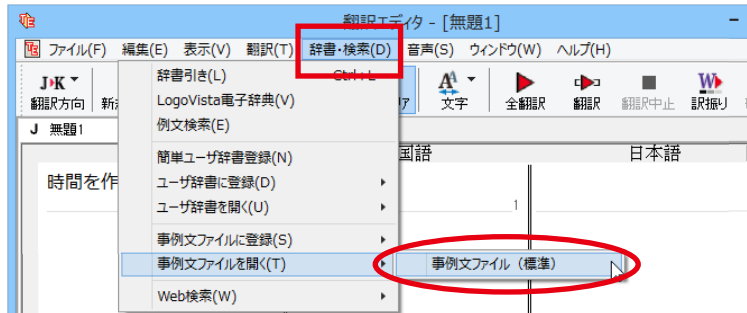 翻訳エディタ - [無題1]
ファイル(F) 編集(E) 表示(V) 翻訳(T) 辞書・検索(D) 音声(S) ウィンドウ(W) ヘルプ(H)
J▸K
翻訳方向
文字 全翻訳 翻訳 翻訳中止 訳振り
J 無題1
国語 日本語
時間を作
1
辞書引き(L) Ctrl+L
LogoVista電子辞典(V)
例文検索(E)
簡単ユーザ辞書登録(N)
ユーザ辞書に登録(D)
ユーザ辞書を開く(U)
事例文ファイルに登録(S)
事例文ファイルを開く(T)
事例文ファイル（標準）
Web検索(W)